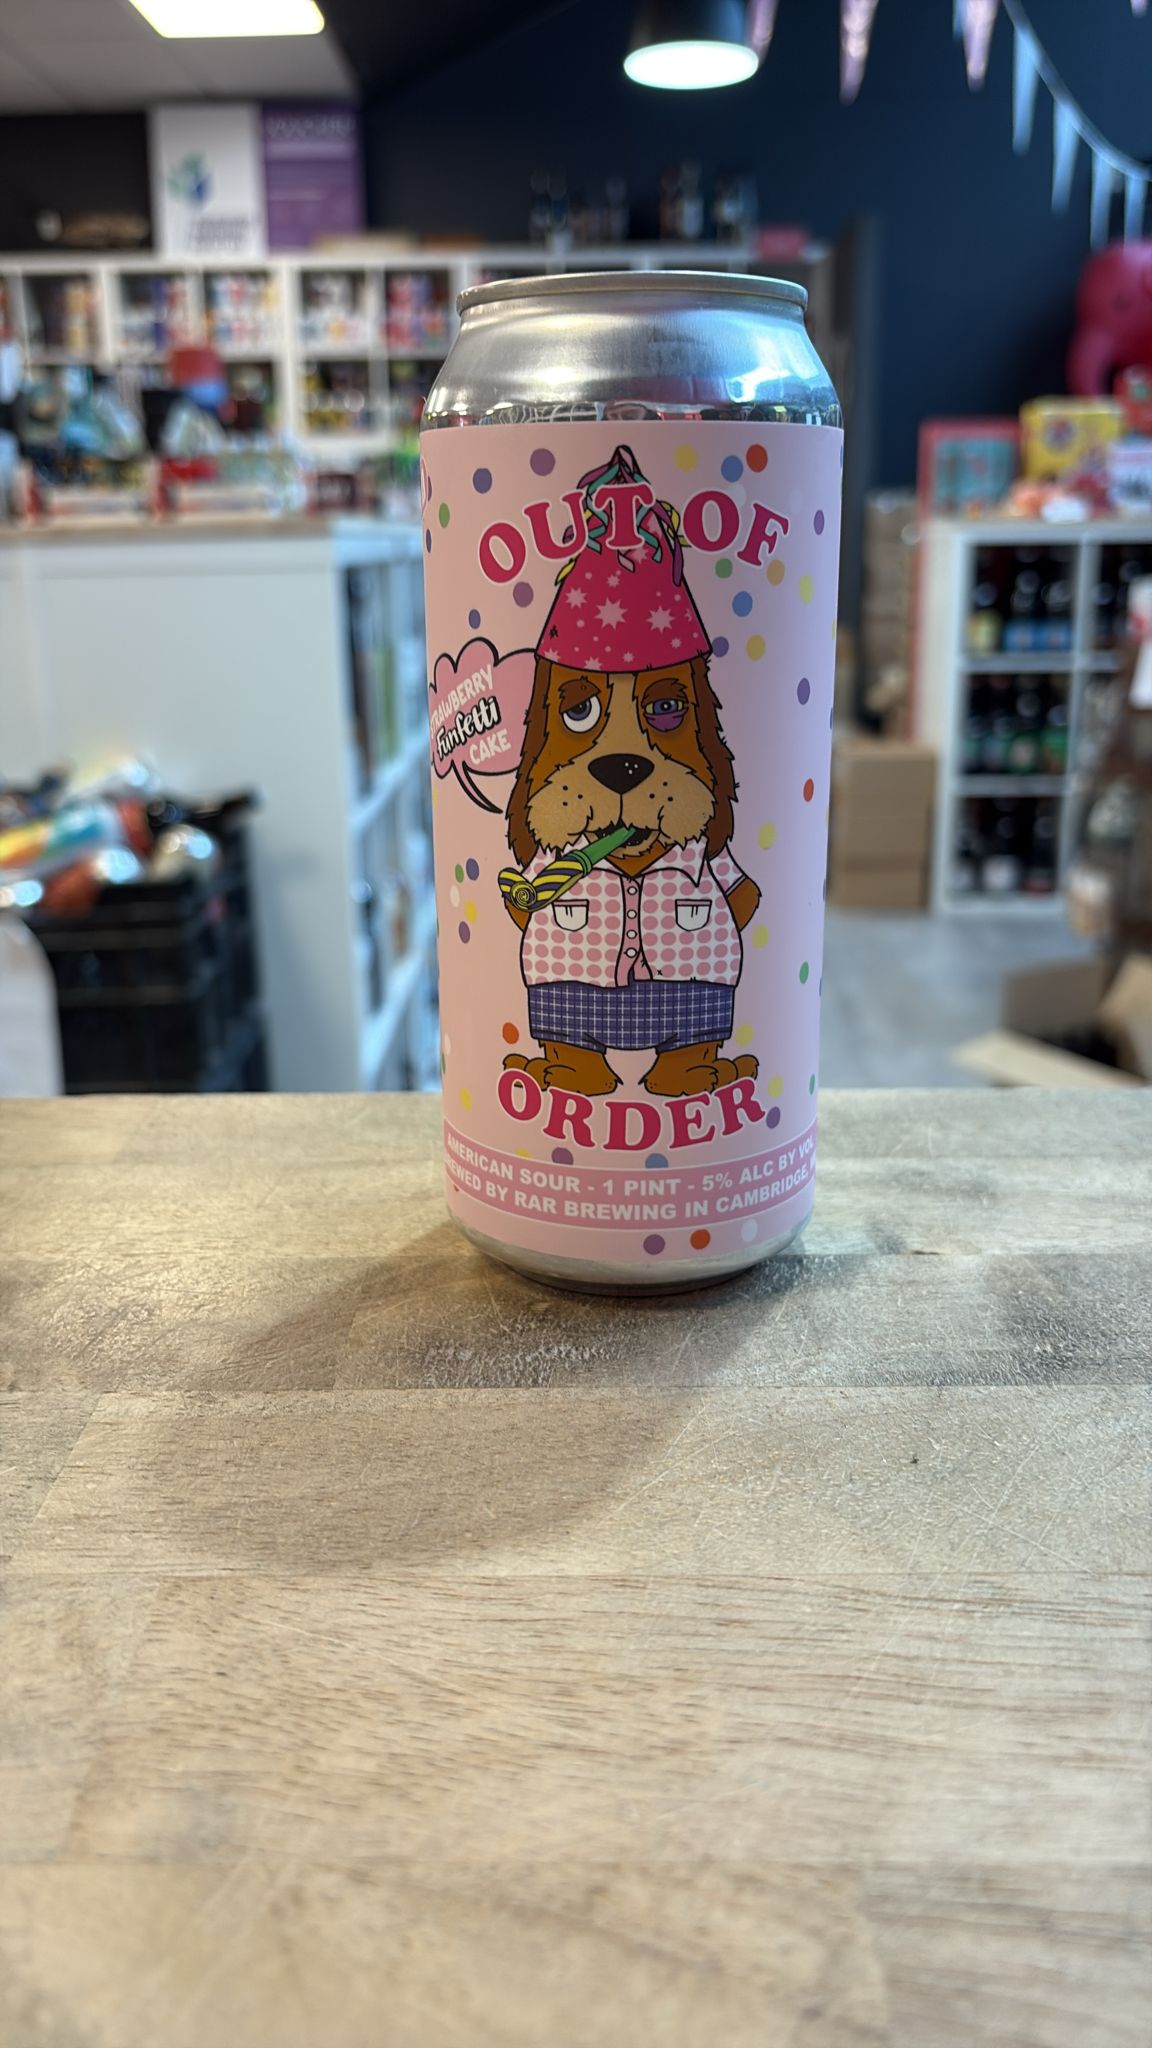 OUT OF
STRAWBERRY
Funfetti
CAKE
ORDER
AMERICAN SOUR - 1 PINT - 5% ALC BY VOL
BREWED BY RAR BREWING IN CAMBRIDGE,